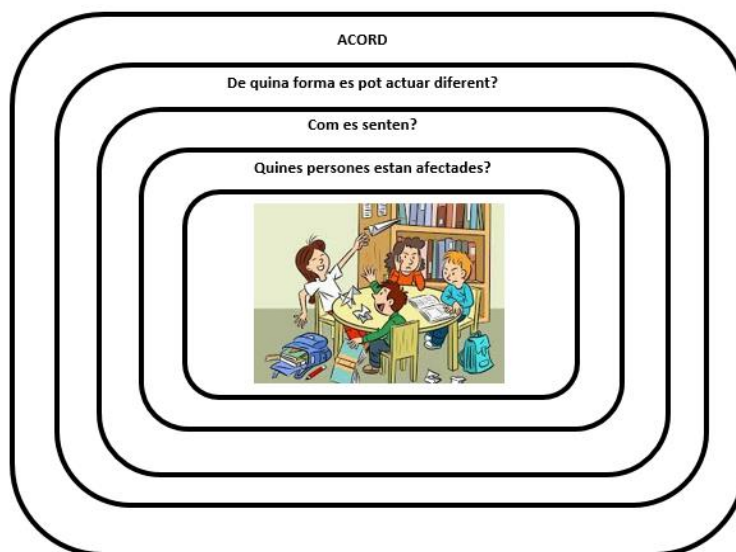 ACORD
De quina forma es pot actuar diferent?
Com es senten?
Quines persones estan afectades?